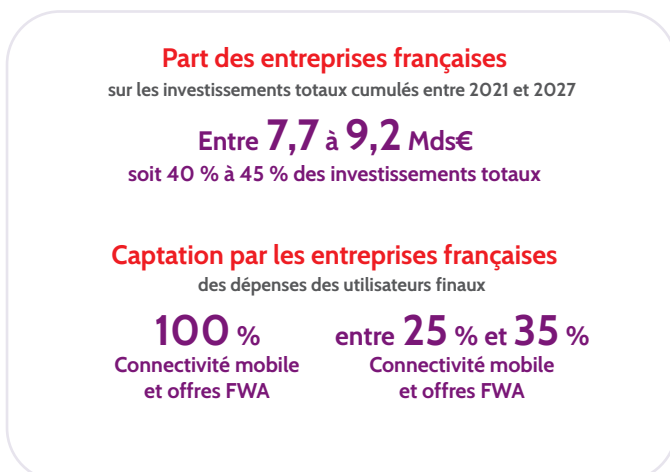 Part des entreprises françaises
sur les investissements totaux cumulés entre 2021 et 2027
Entre 7,7 à 9,2 Mds€
soit 40 % à 45 % des investissements totaux
Captation par les entreprises françaises
des dépenses des utilisateurs finaux
100 %
Connectivité mobile
et offres FWA
entre 25 % et 35 %
Connectivité mobile
et offres FWA